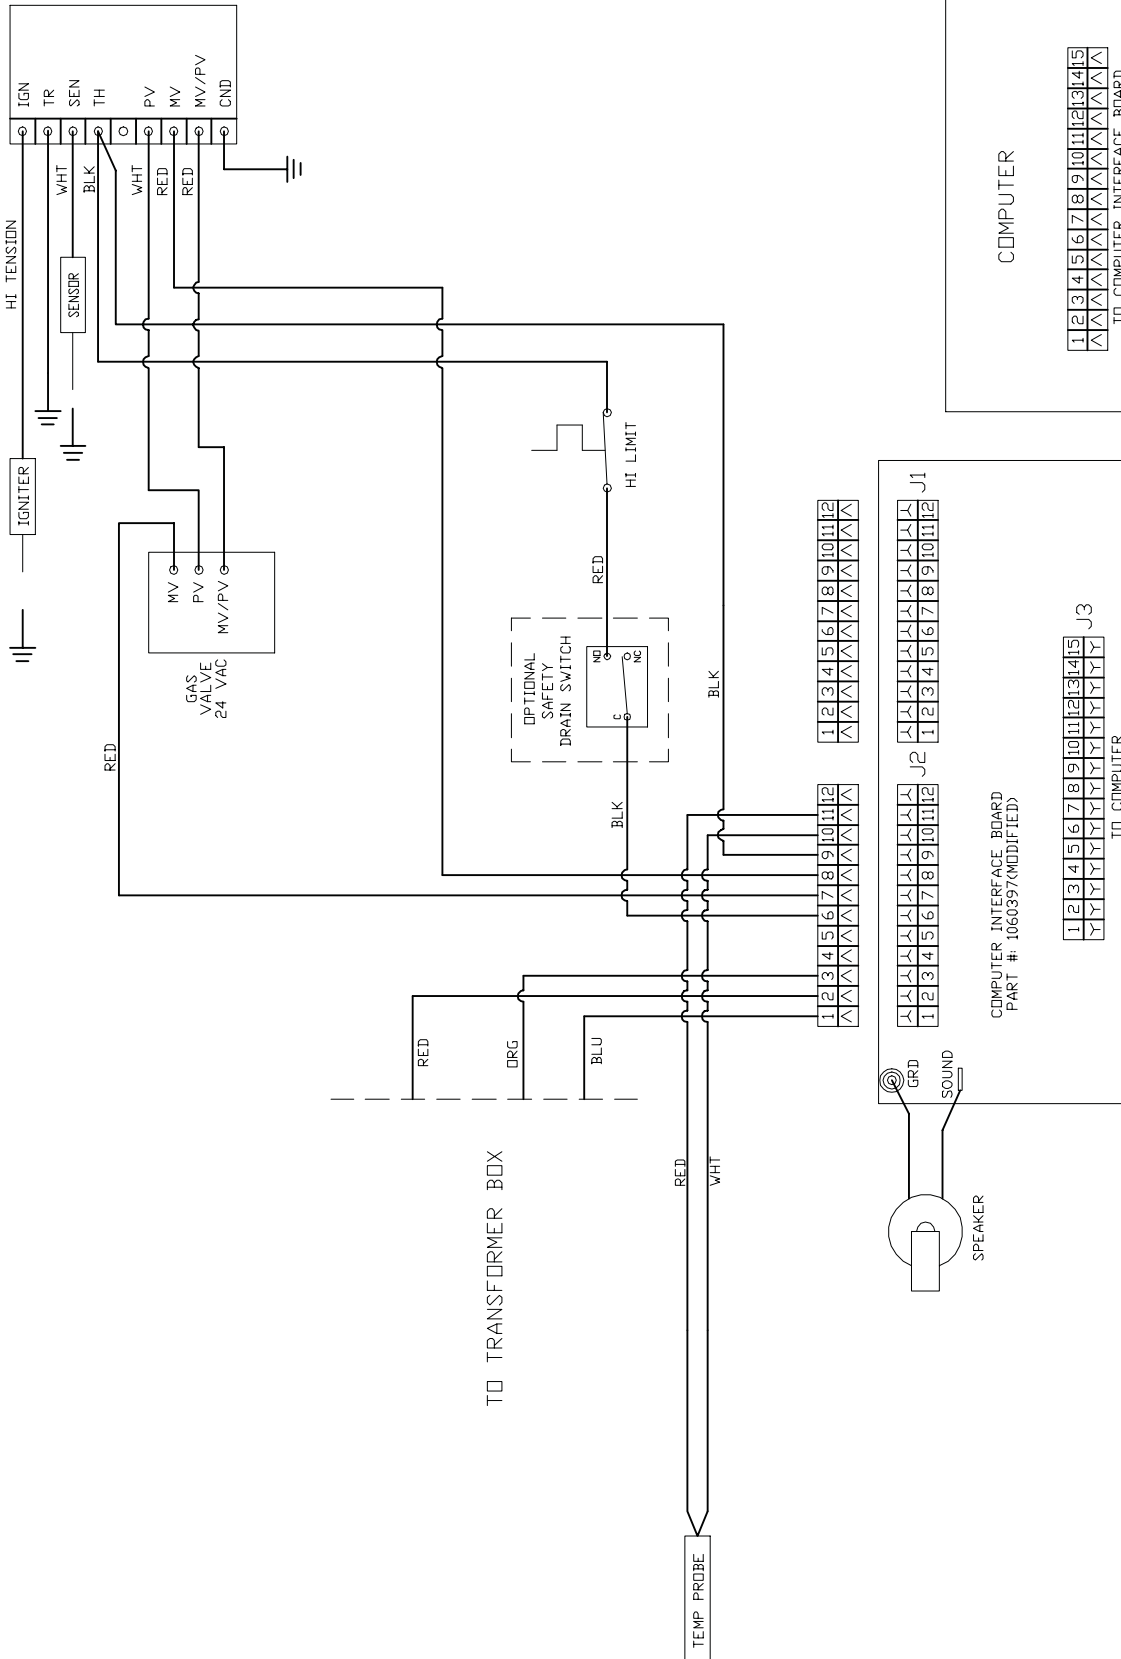 IGN
TR
SEN
TH
PV
MV
MV/PV
GND
HI TENSION
WHT
BLK
WHT
RED
RED
SENSOR
IGNITER
MV
PV
MV/PV
GAS
VALVE
24 VAC
RED
HI LIMIT
RED
OPTIONAL
SAFETY
DRAIN SWITCH
NO
NC
C
BLK
BLK
COMPUTER
1 2 3 4 5 6 7 8 9 10 11 12 13 14 15
TO COMPUTER INTERFACE BOARD
1 2 3 4 5 6 7 8 9 10 11 12
1 2 3 4 5 6 7 8 9 10 11 12
J1
1 2 3 4 5 6 7 8 9 10 11 12
1 2 3 4 5 6 7 8 9 10 11 12
J2
COMPUTER INTERFACE BOARD
PART #: 1060397(MODIFIED)
1 2 3 4 5 6 7 8 9 10 11 12 13 14 15
J3
TO COMPUTER
RED
ORG
BLU
TO TRANSFORMER BOX
GRD
SOUND
SPEAKER
RED
WHT
TEMP PROBE